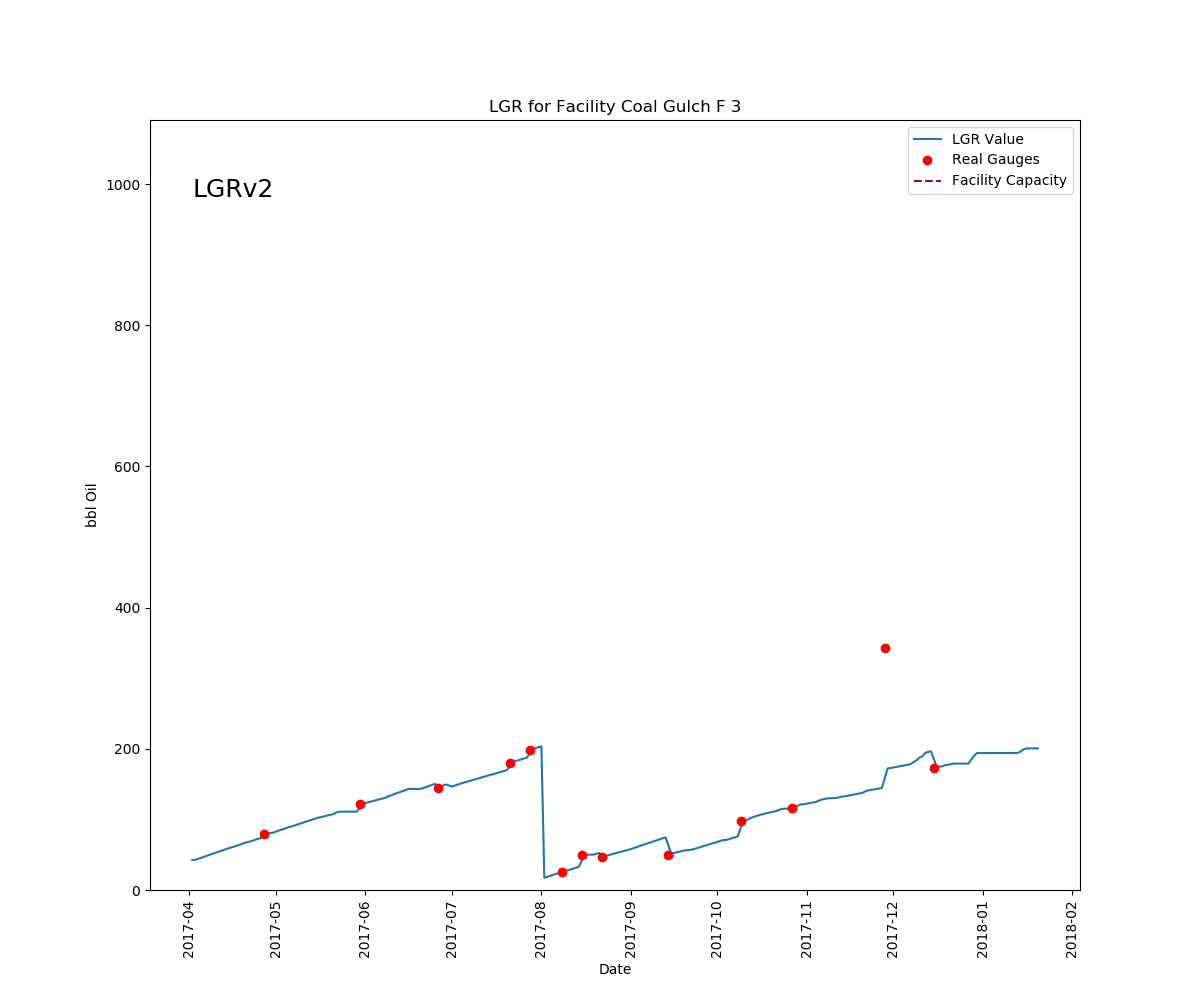 LGR for Facility Coal Gulch F 3
LGRv2
LGR Value
Real Gauges
Facility Capacity
bbl Oil
1000
800
600
400
200
0
2017-04
2017-05
2017-06
2017-07
2017-08
2017-09
2017-10
2017-11
2017-12
2018-01
2018-02
Date